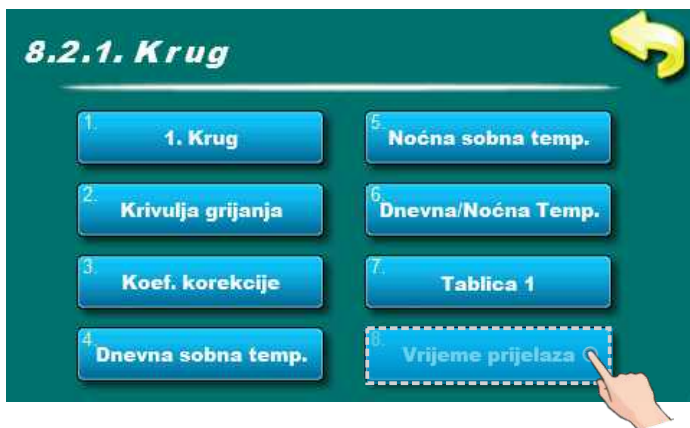 8.2.1. Krug
1.
1. Krug
2.
Krivulja grijanja
3.
Koef. korekcije
4.
Dnevna sobna temp.
5.
Noćna sobna temp.
6.
Dnevna/Noćna Temp.
7.
Tablica 1
8.
Vrijeme prijelaza